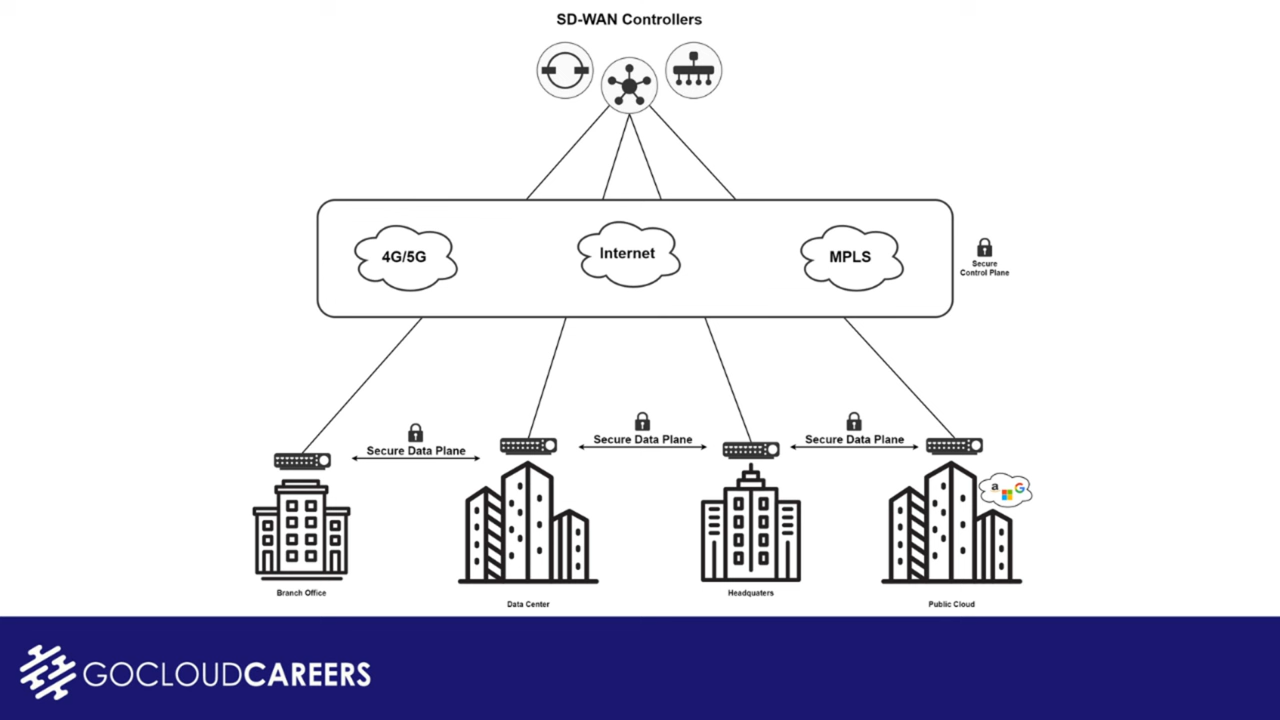 SD-WAN Controllers
4G/5G
Internet
MPLS
Secure
Control Plane
Secure Data Plane
Secure Data Plane
Secure Data Plane
a
G
Branch Office
Data Center
Headquaters
Public Cloud
GOCLOUDCAREERS